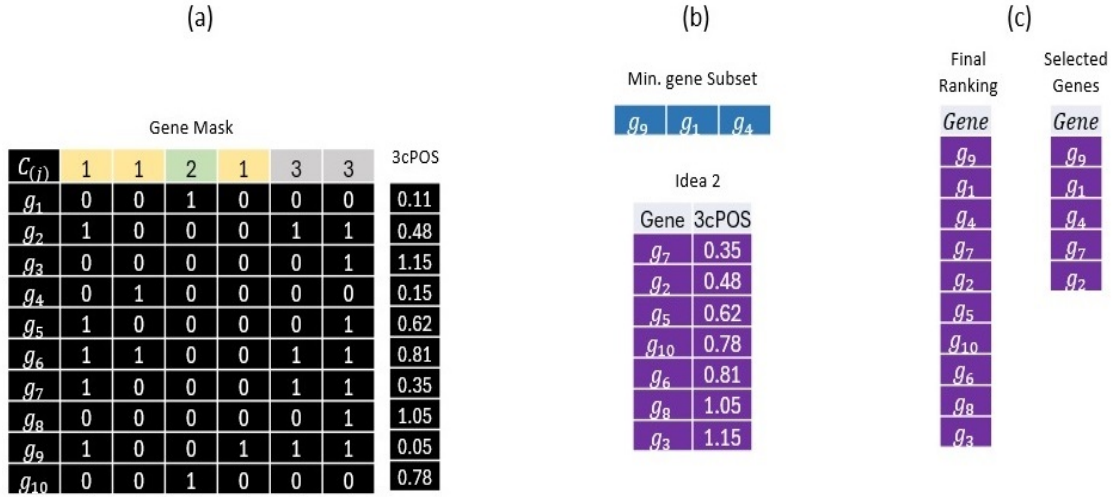 (a)
Gene Mask
3cPOS
C(j) 1 1 2 1 3 3
g1 0 0 1 0 0 0 0.11
g2 1 0 0 0 1 1 0.48
g3 0 0 0 0 0 1 1.15
g4 0 1 0 0 0 0 0.15
g5 1 0 0 0 0 1 0.62
g6 1 1 0 0 1 1 0.81
g7 1 0 0 0 1 1 0.35
g8 0 0 0 0 0 1 1.05
g9 1 0 0 1 1 1 0.05
g10 0 0 1 0 0 0 0.78
(b)
Min. gene Subset
g9 g1 g4
Idea 2
Gene 3cPOS
g7 0.35
g2 0.48
g5 0.62
g10 0.78
g6 0.81
g8 1.05
g3 1.15
(c)
Final
Ranking
Gene
g9
g1
g4
g7
g2
g5
g10
g6
g8
g3
Selected
Genes
Gene
g9
g1
g4
g7
g2